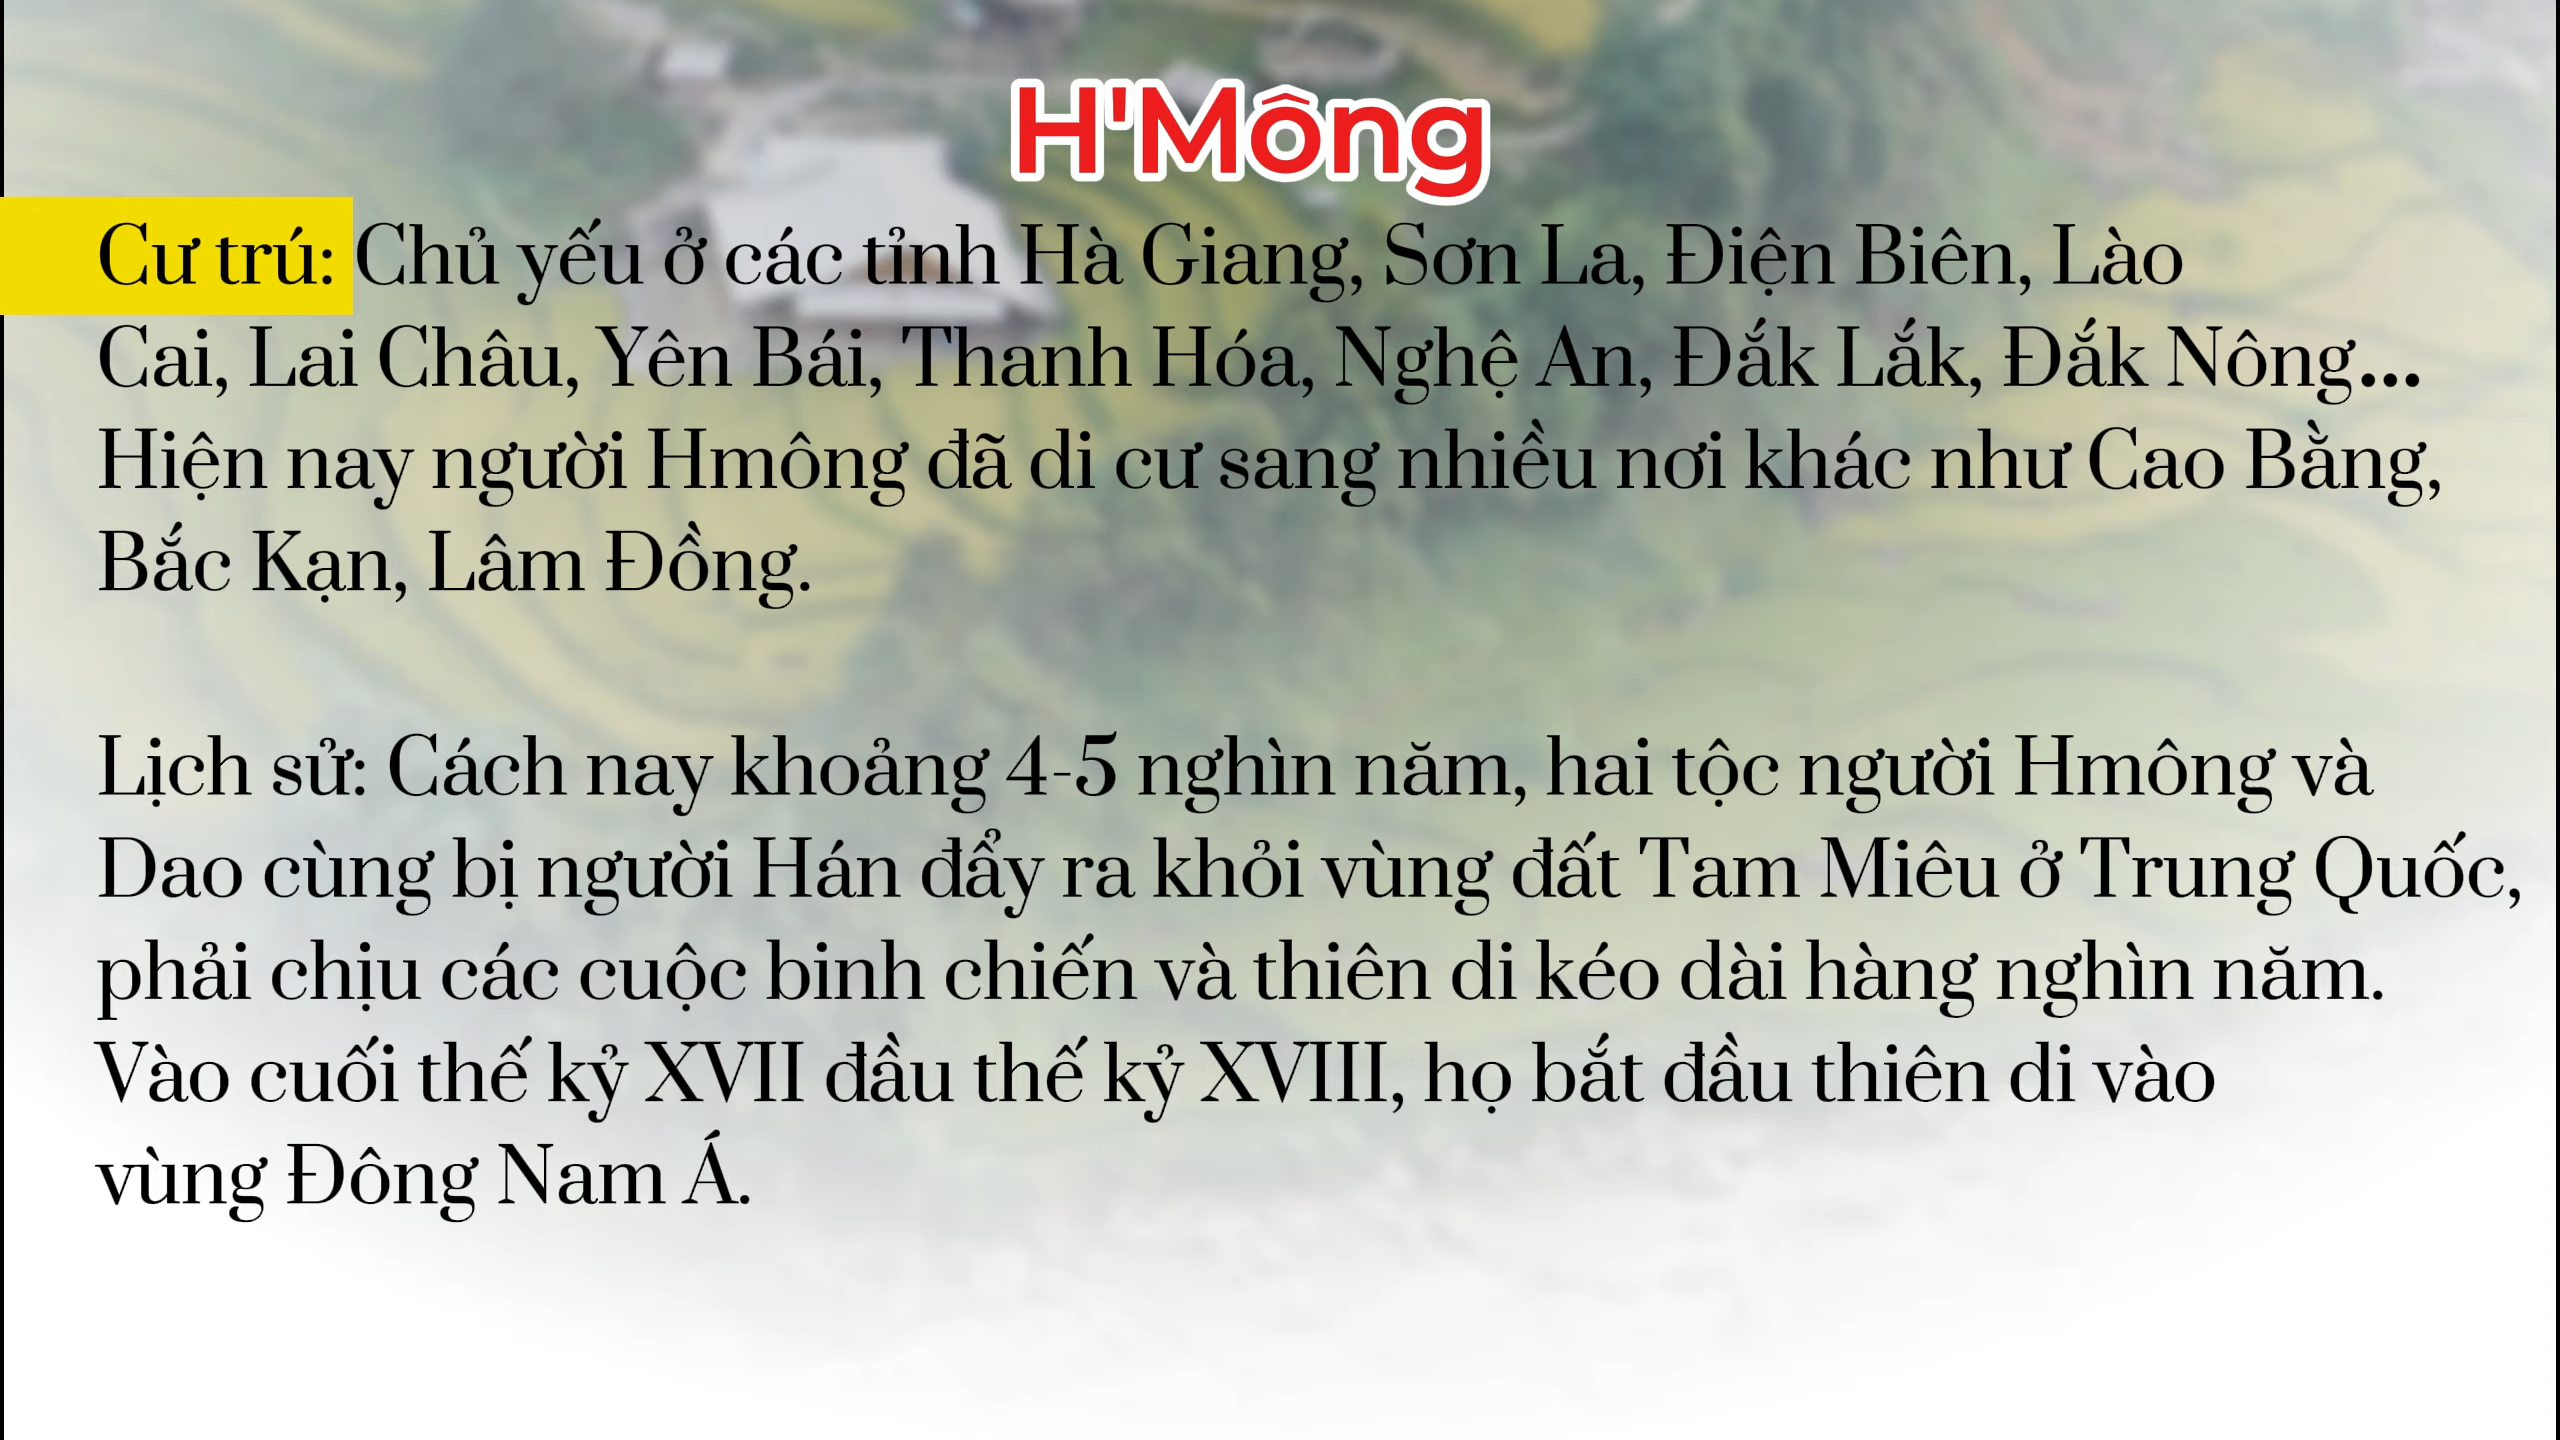 H'Mông
Cư trú: Chủ yếu ở các tỉnh Hà Giang, Sơn La, Điện Biên, Lào
Cai, Lai Châu, Yên Bái, Thanh Hóa, Nghệ An, Đắk Lắk, Đắk Nông...
Hiện nay người Hmông đã di cư sang nhiều nơi khác như Cao Bằng,
Bắc Kạn, Lâm Đồng.
Lịch sử: Cách nay khoảng 4-5 nghìn năm, hai tộc người Hmông và
Dao cùng bị người Hán đẩy ra khỏi vùng đất Tam Miêu ở Trung Quốc,
phải chịu các cuộc binh chiến và thiên di kéo dài hàng nghìn năm.
Vào cuối thế kỷ XVII đầu thế kỷ XVIII, họ bắt đầu thiên di vào
vùng Đông Nam Á.